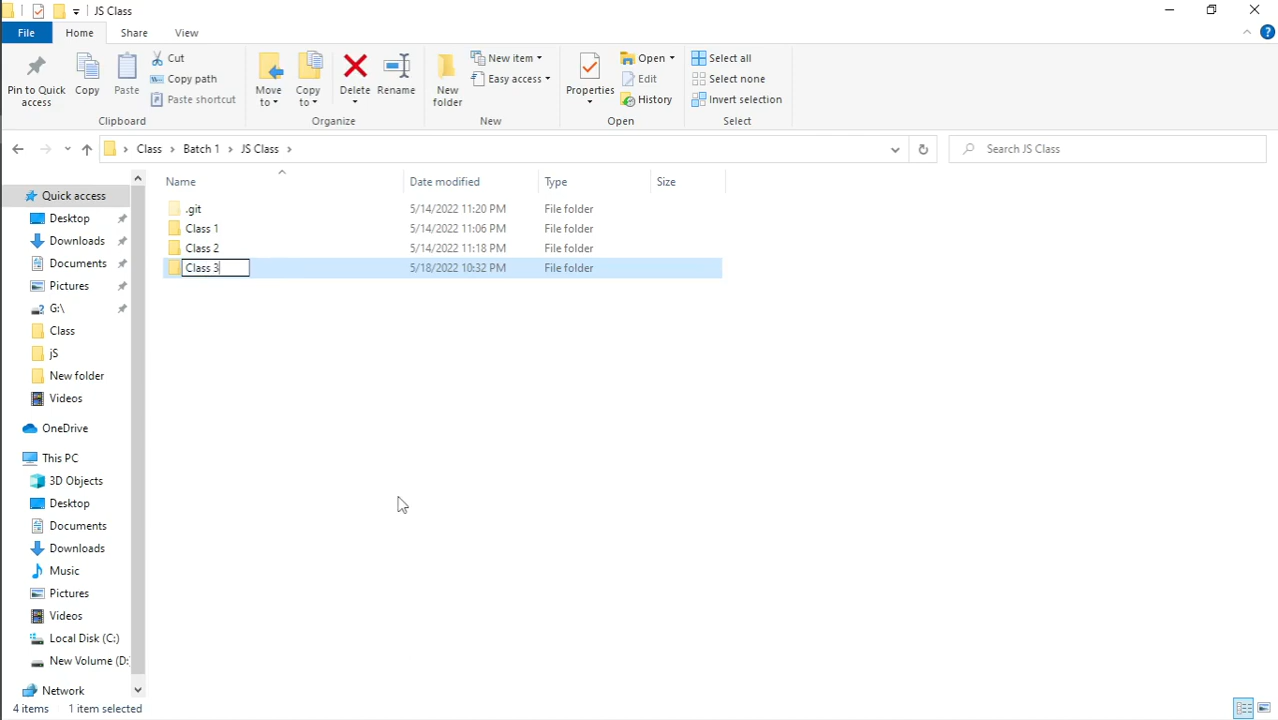 JS Class
File Home Share View
Pin to Quick access
Copy
Paste
Cut
Copy path
Paste shortcut
Clipboard
Move to
Copy to
Delete
Rename
Organize
New folder
New item
Easy access
New
Properties
Open
Edit
History
Open
Select all
Select none
Invert selection
Select
Class Batch 1 JS Class
Search JS Class
Name Date modified Type Size
.git 5/14/2022 11:20 PM File folder
Class 1 5/14/2022 11:06 PM File folder
Class 2 5/14/2022 11:18 PM File folder
Class 3 5/18/2022 10:32 PM File folder
Quick access
Desktop
Downloads
Documents
Pictures
G:\
Class
jS
New folder
Videos
OneDrive
This PC
3D Objects
Desktop
Documents
Downloads
Music
Pictures
Videos
Local Disk (C:)
New Volume (D:
Network
4 items 1 item selected